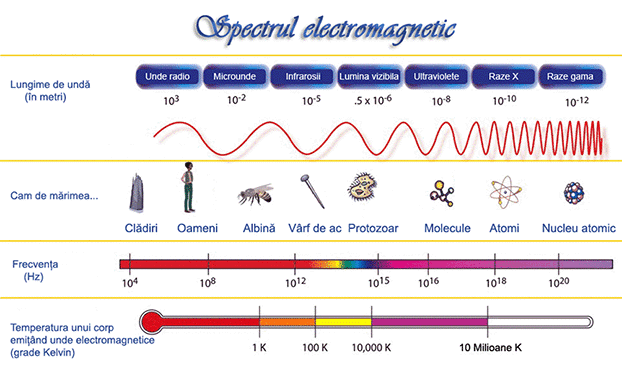 Spectrul electromagnetic
Lungime de undă
(în metri)
Unde radio Microunde Infrarosii Lumina vizibila Ultraviolete Raze X Raze gama
10³ 10⁻² 10⁻⁵ .5 x 10⁻⁶ 10⁻⁸ 10⁻¹⁰ 10⁻¹²
Cam de mărimea...
Clădiri Oameni Albină Vârf de ac Protozoar Molecule Atomi Nucleu atomic
Frecvența
(Hz)
10⁴ 10⁸ 10¹² 10¹⁵ 10¹⁶ 10¹⁸ 10²⁰
Temperatura unui corp
emițând unde electromagnetice
(grade Kelvin)
1 K 100 K 10,000 K 10 Milioane K